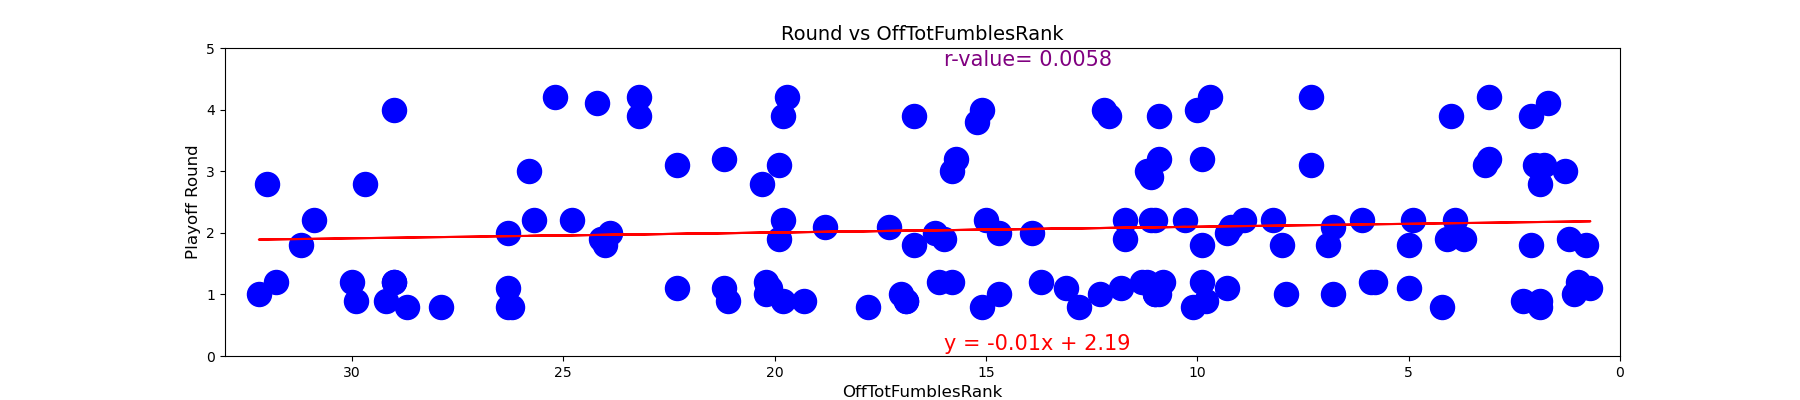 Round vs OffTotFumblesRank
r-value= 0.0058
5
4
3
2
1
0
Playoff Round
y = -0.01x + 2.19
30 25 20 15 10 5 0
OffTotFumblesRank